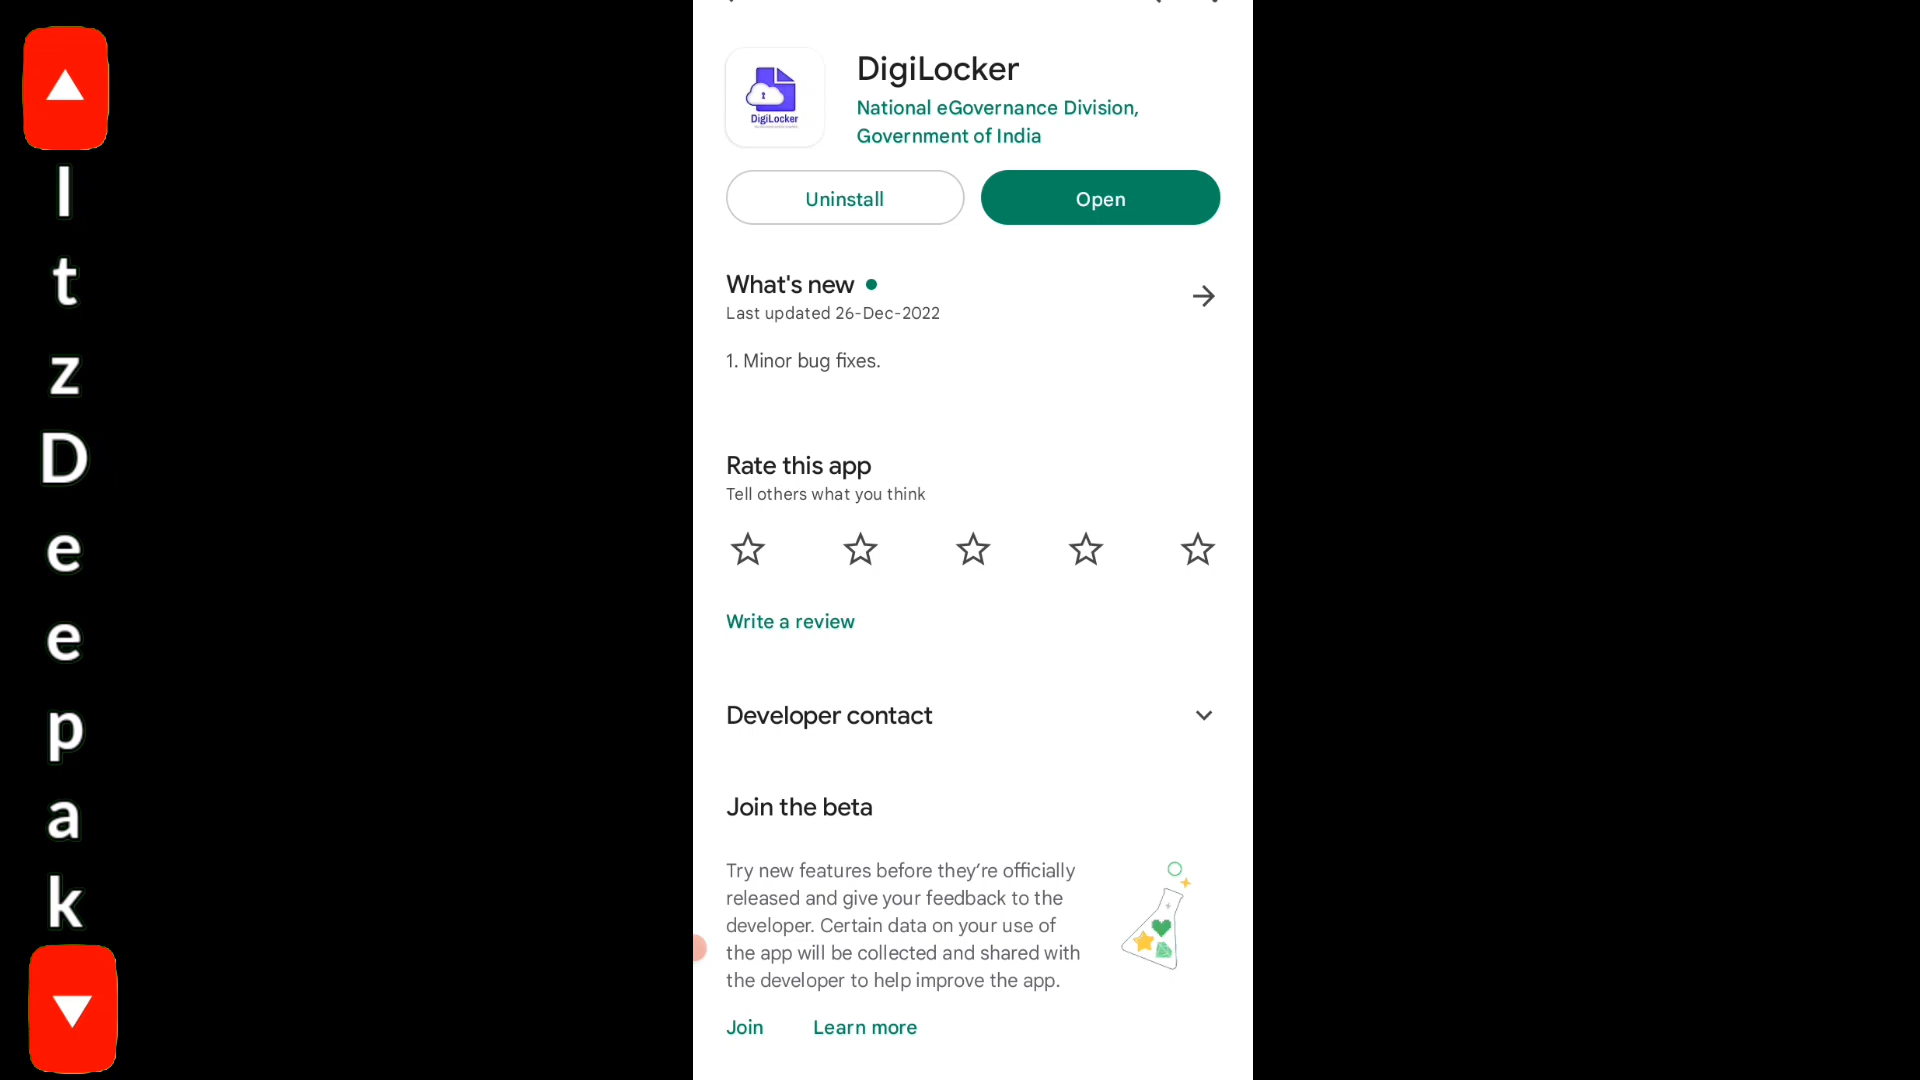 I
t
z
D
e
e
p
a
k
DigiLocker
DigiLocker
National eGovernance Division,
Government of India
Uninstall
Open
What's new
Last updated 26-Dec-2022
1. Minor bug fixes.
Rate this app
Tell others what you think
Write a review
Developer contact
Join the beta
Try new features before they're officially
released and give your feedback to the
developer. Certain data on your use of
the app will be collected and shared with
the developer to help improve the app.
Join
Learn more